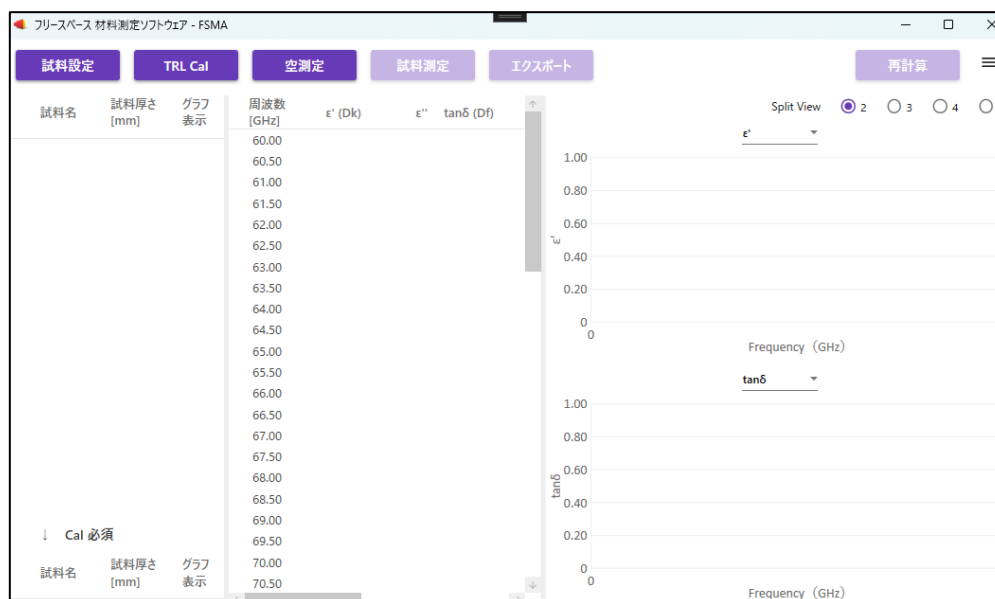 フリースペース 材料測定ソフトウェア - FSMA
試料設定 TRL Cal 空測定 試料測定 エクスポート 再計算
試料名 試料厚さ [mm] グラフ 表示
周波数 [GHz] ε' (Dk) ε'' tanδ (Df)
60.00
60.50
61.00
61.50
62.00
62.50
63.00
63.50
64.00
64.50
65.00
65.50
66.00
66.50
67.00
67.50
68.00
68.50
69.00
69.50
70.00
70.50
↓ Cal 必須
試料名 試料厚さ [mm] グラフ 表示
Split View 2 3 4
ε'
1.00
0.80
0.60
0.40
0.20
0
0
ε'
Frequency (GHz)
tanδ
1.00
0.80
0.60
0.40
0.20
0
0
tanδ
Frequency (GHz)